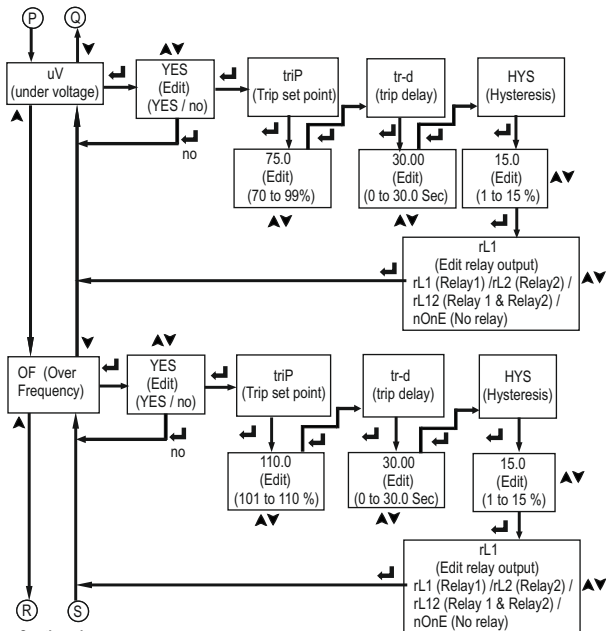 P
Q
uV
(under voltage)
YES
(Edit)
(YES / no)
no
triP
(Trip set point)
tr-d
(trip delay)
HYS
(Hysteresis)
75.0
(Edit)
(70 to 99%)
30.00
(Edit)
(0 to 30.0 Sec)
15.0
(Edit)
(1 to 15 %)
rL1
(Edit relay output)
rL1 (Relay1) /rL2 (Relay2) /
rL12 (Relay 1 & Relay2) /
nOnE (No relay)
OF (Over
Frequency)
YES
(Edit)
(YES / no)
no
triP
(Trip set point)
tr-d
(trip delay)
HYS
(Hysteresis)
110.0
(Edit)
(101 to 110 %)
30.00
(Edit)
(0 to 30.0 Sec)
15.0
(Edit)
(1 to 15 %)
rL1
(Edit relay output)
rL1 (Relay1) /rL2 (Relay2) /
rL12 (Relay 1 & Relay2) /
nOnE (No relay)
R
S